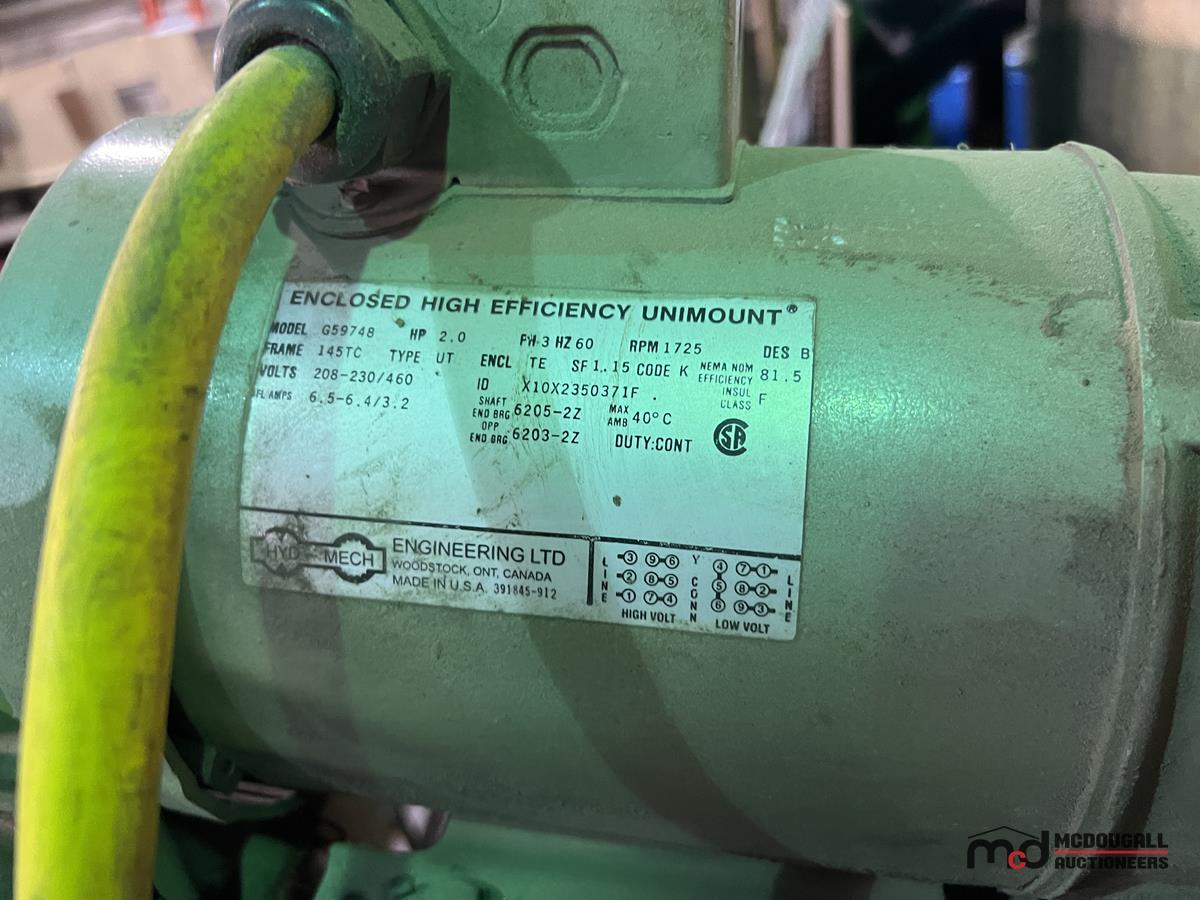 ENCLOSED HIGH EFFICIENCY UNIMOUNT®
MODEL G59748 HP 2.0 PH 3 HZ 60 RPM 1725 DES B
FRAME 145TC TYPE UT ENCL TE SF 1.15 CODE K NEMA NOM EFFICIENCY 81.5
VOLTS 208-230/460 ID X10X2350371F INSUL CLASS F
FL AMPS 6.5-6.4/3.2 SHAFT END BRG 6205-2Z MAX AMB 40°C
OPP END BRG 6203-2Z DUTY:CONT SA
HYD MECH ENGINEERING LTD
WOODSTOCK, ONT, CANADA
MADE IN U.S.A. 391845-912
LINE 3 9 6 Y CONN 4 7 1 LINE
2 8 5 5 8 2
1 7 4 6 9 3
HIGH VOLT LOW VOLT
mcd MCDOUGALL
AUCTIONEERS